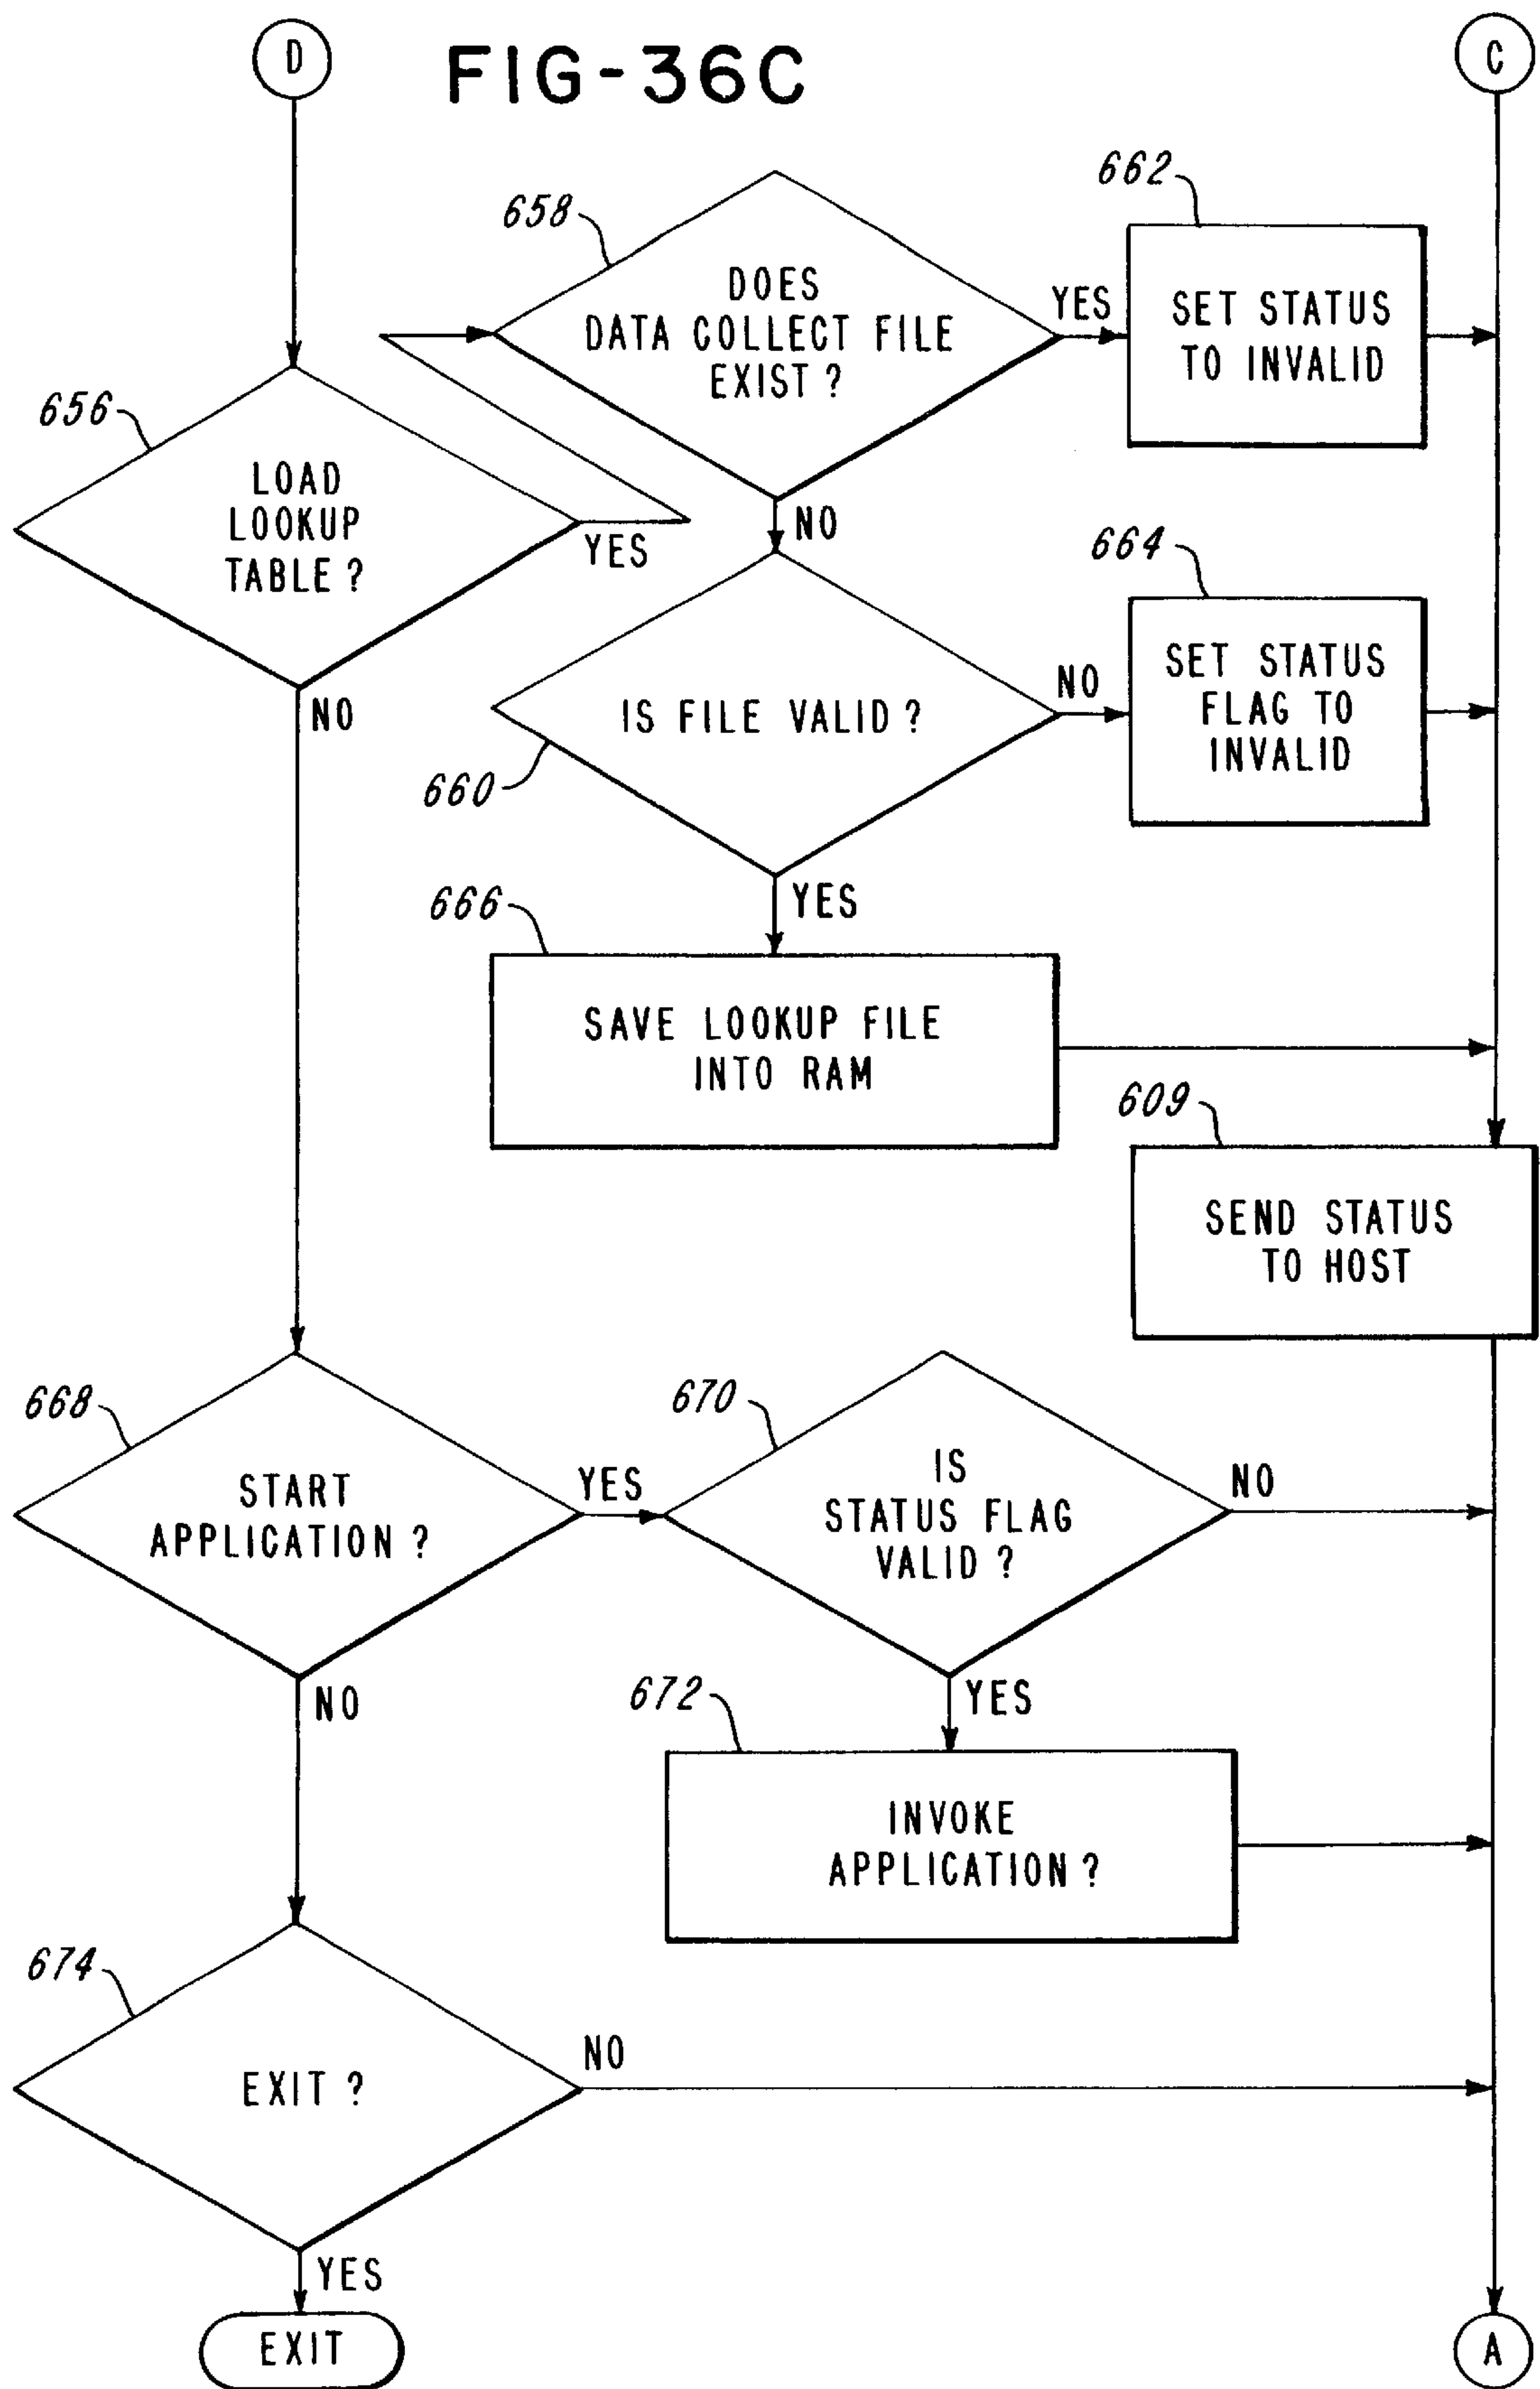 D
FIG-36C
C
662
658
DOES
DATA COLLECT FILE
EXIST ?
YES
SET STATUS
TO INVALID
656
LOAD
LOOKUP
TABLE ?
YES
NO
664
NO
IS FILE VALID ?
NO
SET STATUS
FLAG TO
INVALID
660
YES
666
SAVE LOOKUP FILE
INTO RAM
609
SEND STATUS
TO HOST
668
START
APPLICATION ?
YES
670
IS
STATUS FLAG
VALID ?
NO
NO
YES
672
INVOKE
APPLICATION ?
674
EXIT ?
NO
YES
EXIT
A